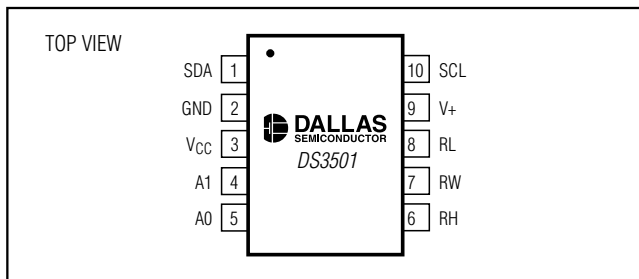 TOP VIEW
SDA 1 10 SCL
GND 2 9 V+
VCC 3 8 RL
A1 4 7 RW
A0 5 6 RH
DALLAS
SEMICONDUCTOR
DS3501